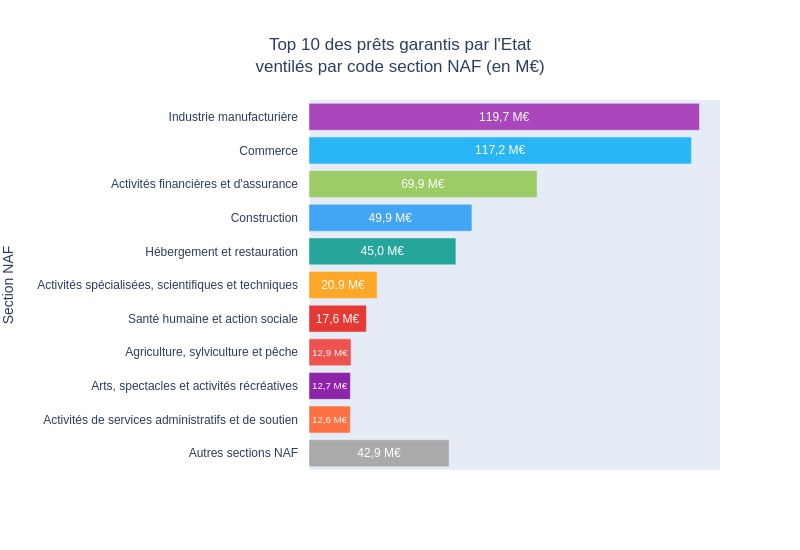 Top 10 des prêts garantis par l'Etat
ventilés par code section NAF (en M€)
Section NAF
Industrie manufacturière 119,7 M€
Commerce 117,2 M€
Activités financières et d'assurance 69,9 M€
Construction 49,9 M€
Hébergement et restauration 45,0 M€
Activités spécialisées, scientifiques et techniques 20,9 M€
Santé humaine et action sociale 17,6 M€
Agriculture, sylviculture et pêche 12,9 M€
Arts, spectacles et activités récréatives 12,7 M€
Activités de services administratifs et de soutien 12,6 M€
Autres sections NAF 42,9 M€